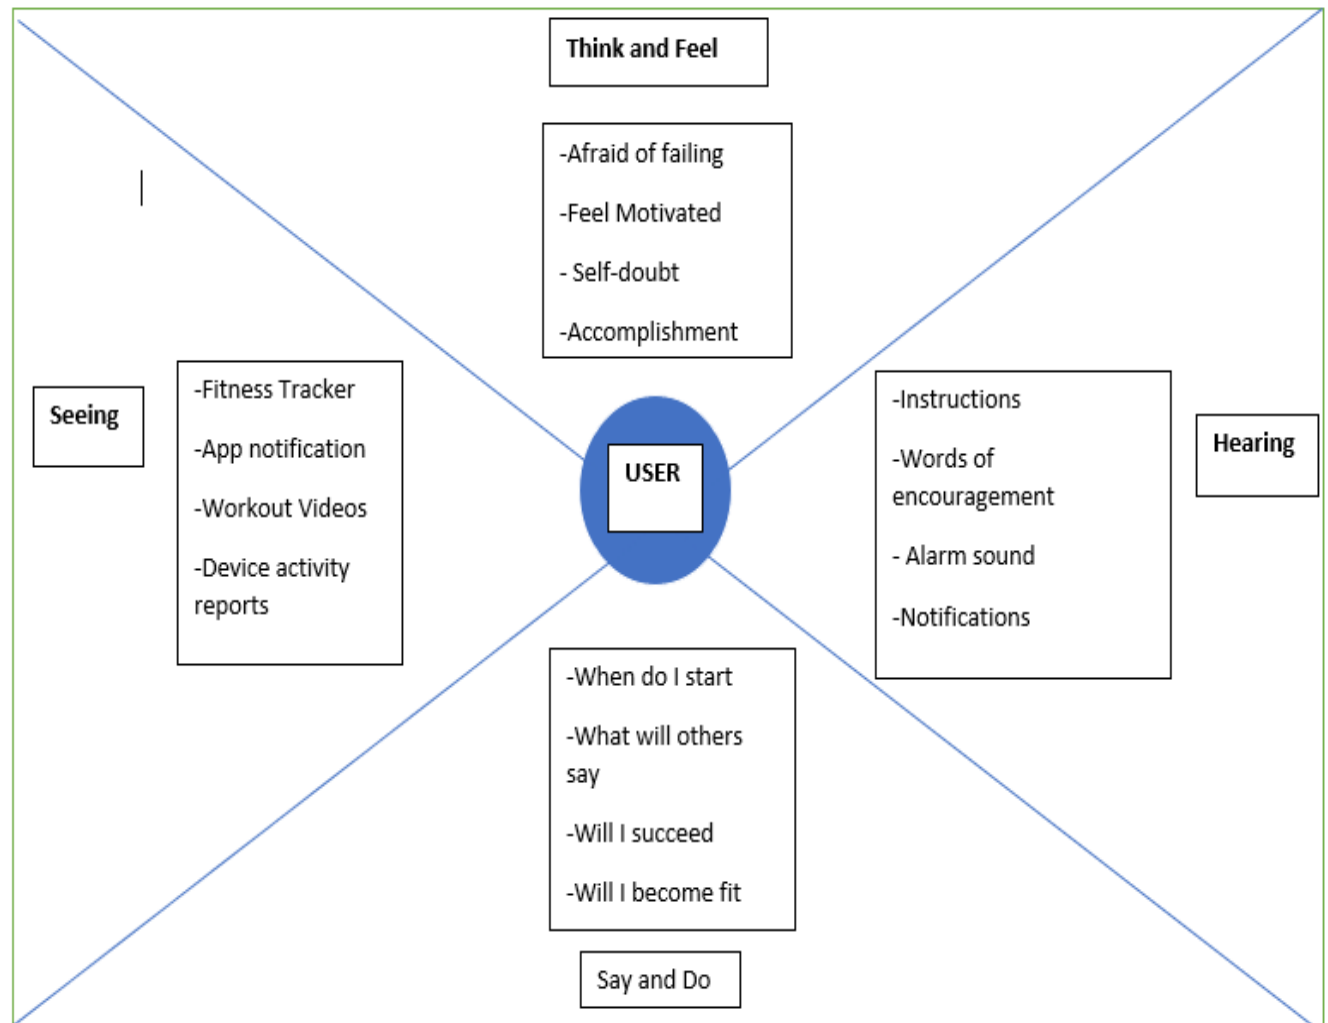 Think and Feel
-Afraid of failing
-Feel Motivated
- Self-doubt
-Accomplishment
Seeing
-Fitness Tracker
-App notification
-Workout Videos
-Device activity
reports
USER
-Instructions
-Words of
encouragement
- Alarm sound
-Notifications
Hearing
-When do I start
-What will others
say
-Will I succeed
-Will I become fit
Say and Do